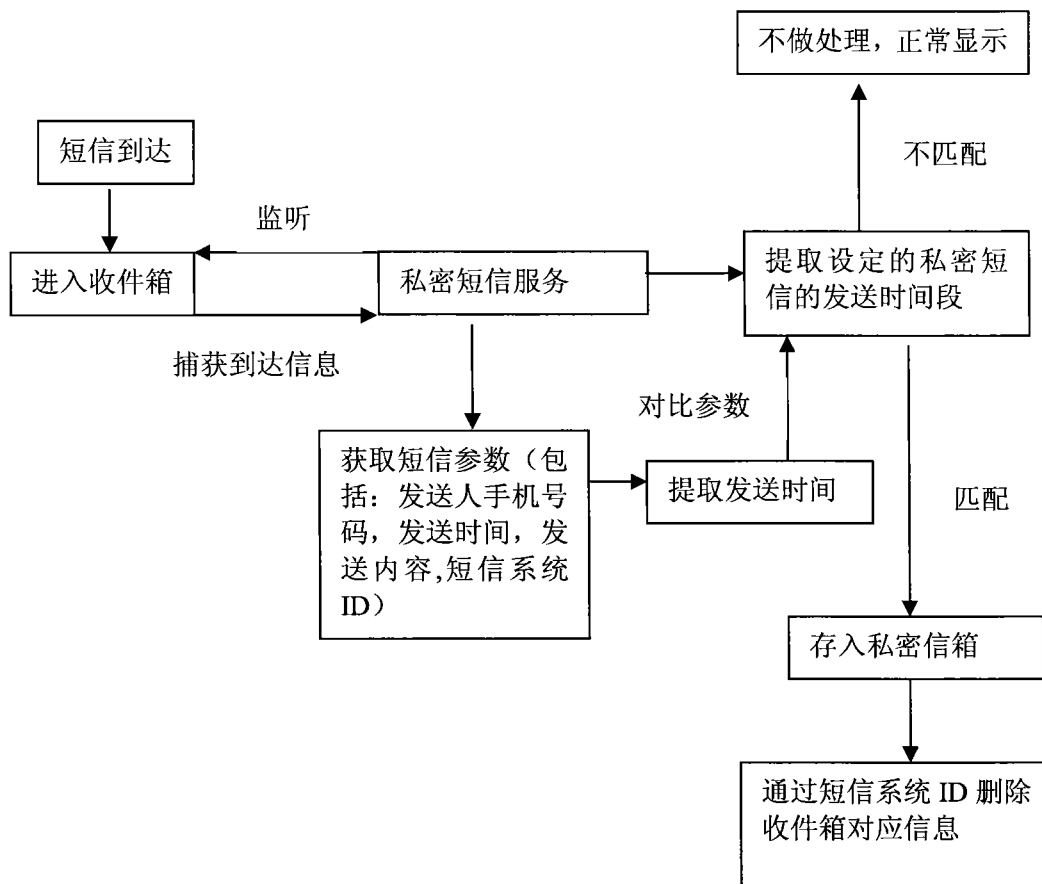 不做处理，正常显示
短信到达
不匹配
监听
进入收件箱
私密短信服务
提取设定的私密短
信的发送时间段
捕获到达信息
对比参数
获取短信参数（包
括：发送人手机号
码，发送时间，发
送内容,短信系统
ID）
提取发送时间
匹配
存入私密信箱
通过短信系统 ID 删除
收件箱对应信息